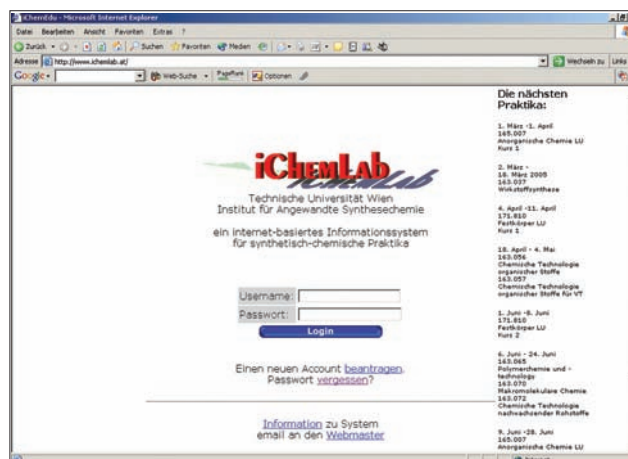 iChemEdu - Microsoft Internet Explorer
Datei Bearbeiten Ansicht Favoriten Extras ?
Zurück Suchen Favoriten Medien
Adresse http://www.ichemlab.at/ Wechseln zu Links
Google Web-Suche PageRank Optionen
iChemLab
Technische Universität Wien
Institut für Angewandte Synthesechemie
ein internet-basiertes Informationssystem
für synthetisch-chemische Praktika
Username:
Passwort:
Login
Einen neuen Account beantragen.
Passwort vergessen?
Information zu System
email an den Webmaster
Die nächsten
Praktika:
1. März -1. April
165.007
Anorganische Chemie LU
Kurs 1
2. März -
18. März 2005
163.037
Wirkstoffsynthese
4. April -11. April
171.810
Festkörper LU
Kurs 1
18. April - 4. Mai
163.056
Chemische Technologie
organischer Stoffe
163.057
Chemische Technologie
organischer Stoffe für VT
1. Juni -8. Juni
171.810
Festkörper LU
Kurs 2
6. Juni - 24. Juni
163.065
Polymerchemie und -
technology
163.070
Makromolekulare Chemie
163.072
Chemische Technologie
nachwachsender Rohstoffe
9. Juni -28. Juni
165.007
Anorganische Chemie LU